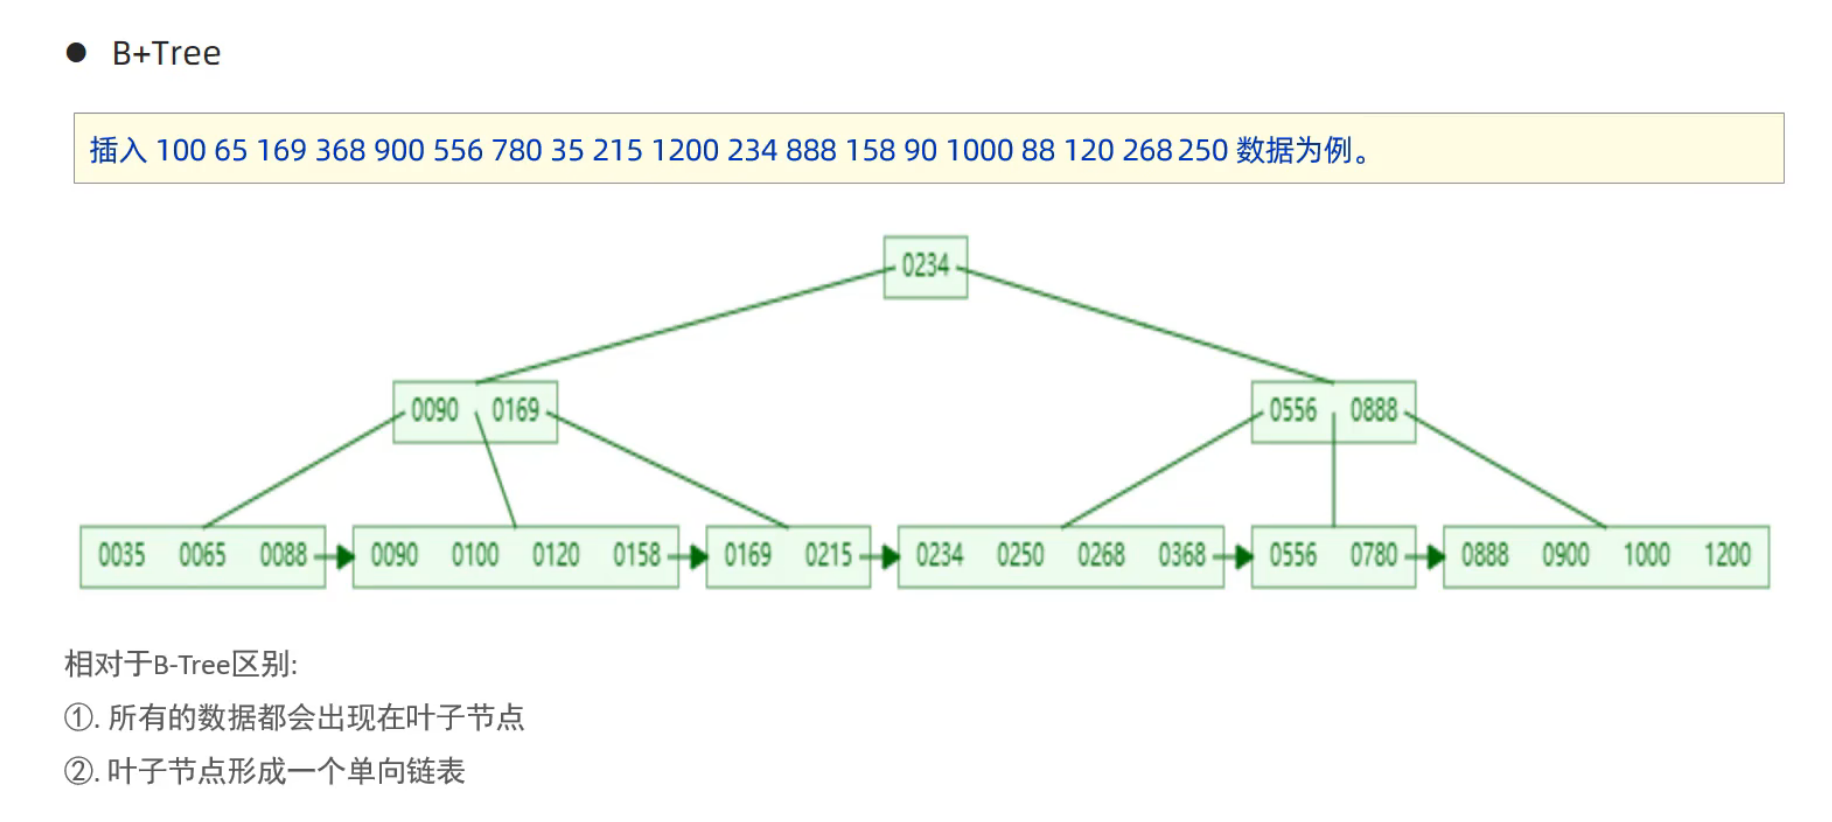 ● B+Tree
插入 100 65 169 368 900 556 780 35 215 1200 234 888 158 90 1000 88 120 268 250 数据为例。
0234
0090 0169 0556 0888
0035 0065 0088 0090 0100 0120 0158 0169 0215 0234 0250 0268 0368 0556 0780 0888 0900 1000 1200
相对于B-Tree区别:
①. 所有的数据都会出现在叶子节点
②. 叶子节点形成一个单向链表